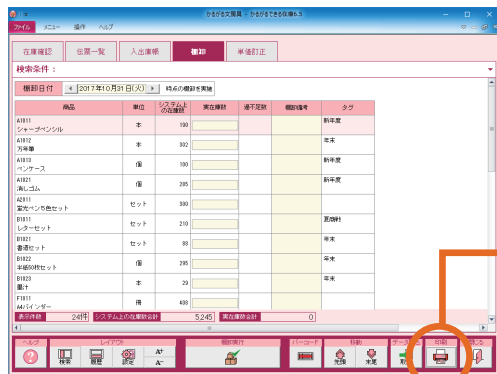 かるがる文房具 - かるがるできる在庫6.5
ファイル メニュー 操作 ヘルプ
在庫確認 伝票一覧 入出庫帳 棚卸 単価訂正
検索条件：
棚卸日付 2017年10月31日(火) 時点の棚卸を実施
商品 単位 システム上の在庫数 実在庫数 過不足数 棚卸備考 タグ
A1011 新年度
シャープペンシル 本 190
A1012 年末
万年筆 本 302
A1013 新年度
ペンケース 個 100
A1021 新年度
消しゴム 個 205
A2011
蛍光ペン5色セット セット 300
B1011
レターセット セット 210
B1021 年末
書道セット セット 88
B1022 年末
半紙50枚セット 個 295
B1023 年末
墨汁 本 29
F1011
A4バインダー 冊 408
表示件数 24件 システム上の在庫数合計 5,245 実在庫数合計 0
ヘルプ レイアウト 棚卸実行 バーコード 移動 印刷
検索 履歴 設定 A+ A- 先頭 末尾